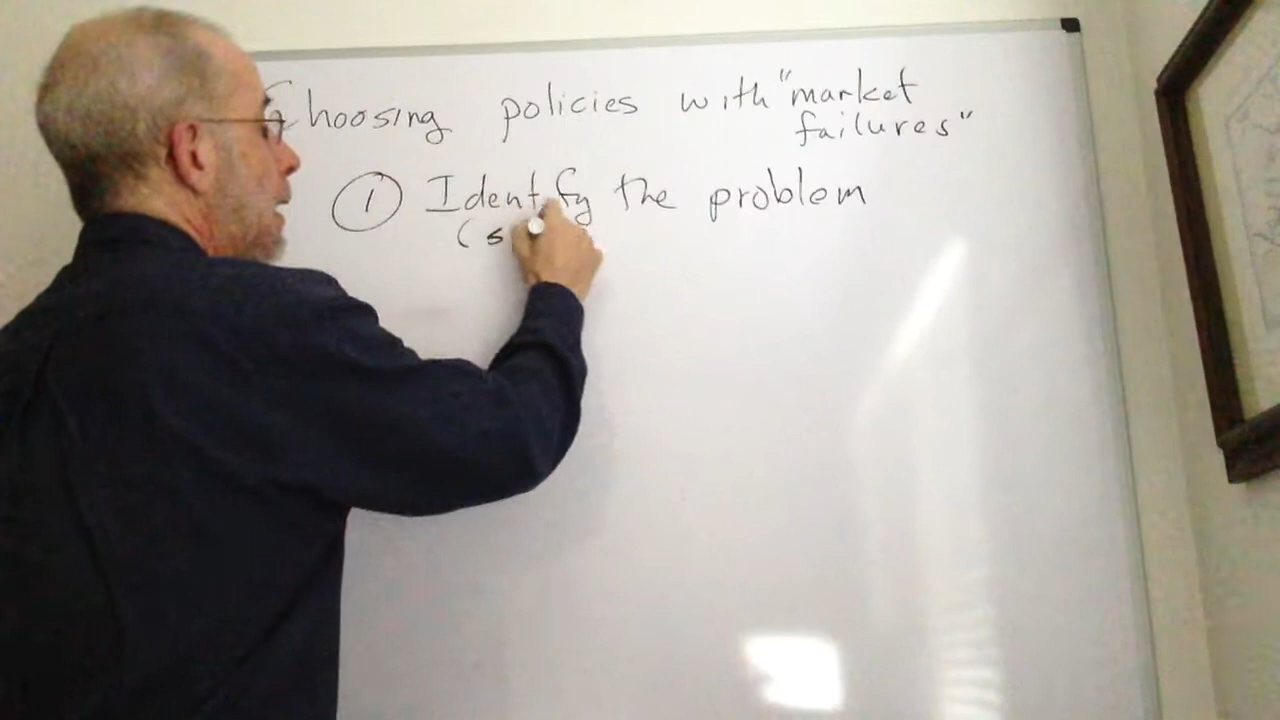 Choosing policies with "market
failures"
① Identify the problem
(s